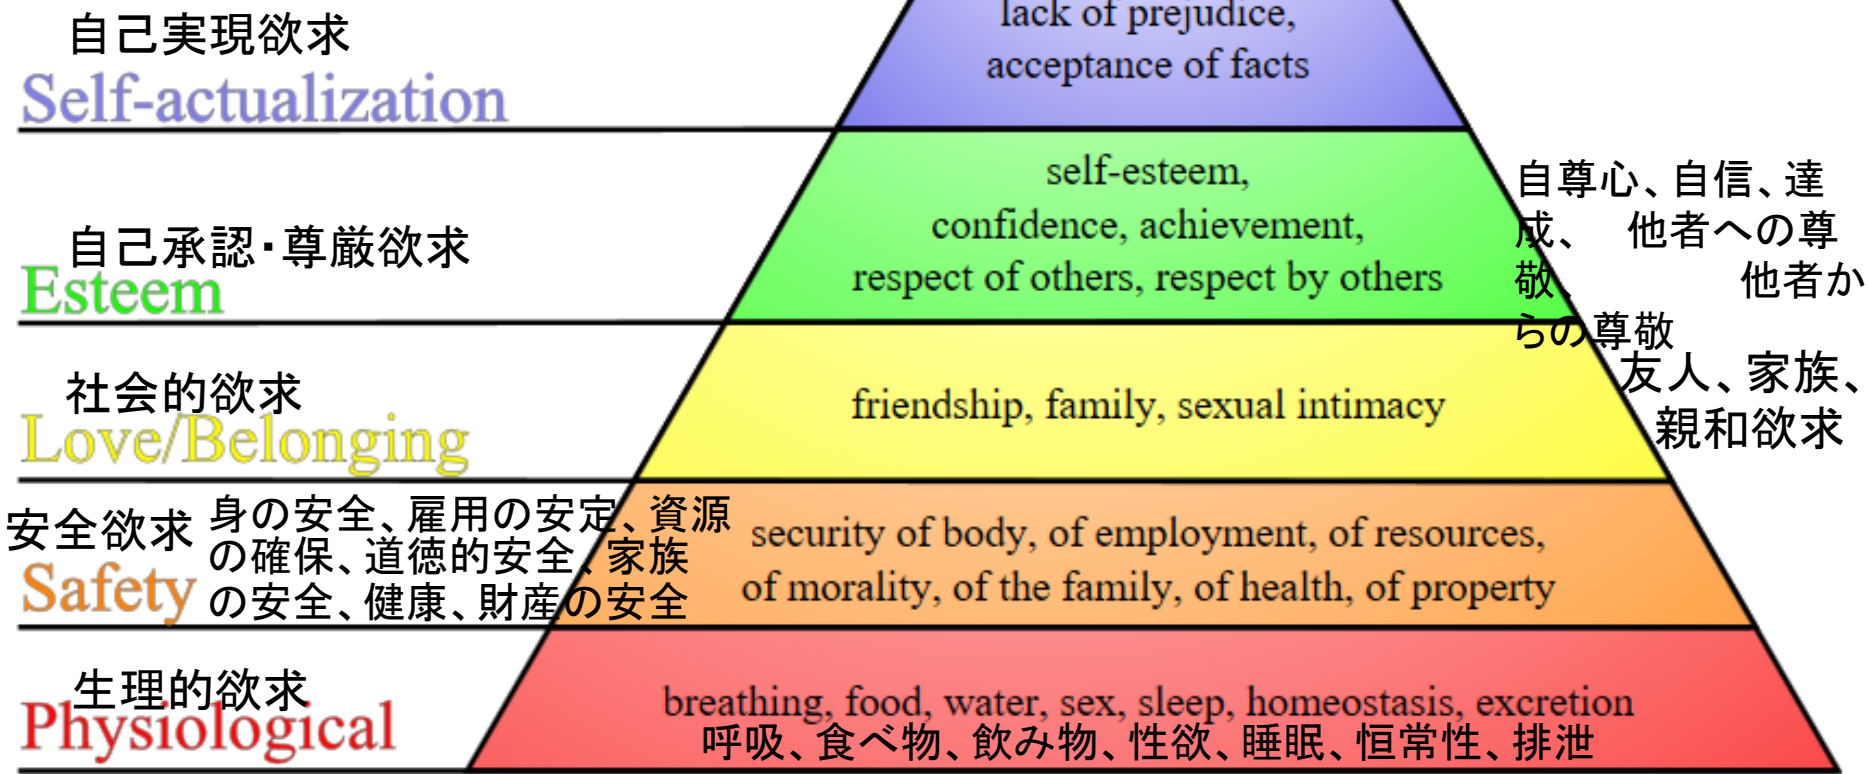 自己実現欲求
Self-actualization
lack of prejudice,
acceptance of facts
自己承認・尊厳欲求
Esteem
self-esteem,
confidence, achievement,
respect of others, respect by others
自尊心、自信、達
成、 他者への尊
敬、 他者か
らの尊敬
社会的欲求
Love/Belonging
friendship, family, sexual intimacy
友人、家族、
親和欲求
安全欲求
Safety
身の安全、雇用の安定、資源
の確保、道徳的安全、家族
の安全、健康、財産の安全
security of body, of employment, of resources,
of morality, of the family, of health, of property
生理的欲求
Physiological
breathing, food, water, sex, sleep, homeostasis, excretion
呼吸、食べ物、飲み物、性欲、睡眠、恒常性、排泄